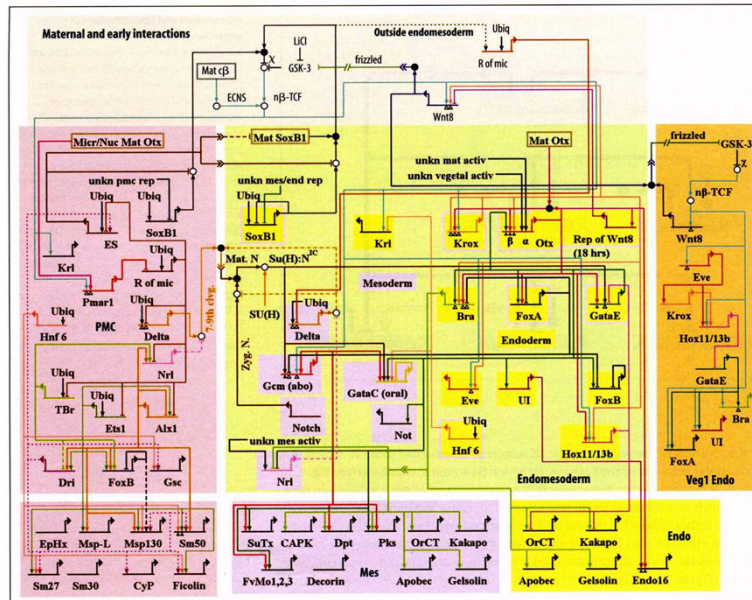 Maternal and early interactions
Outside endomesoderm
LiCl
Ubiq
χ
GSK-3
frizzled
R of mic
Mat cβ
ECNS
nβ-TCF
Wnt8
Micr/Nuc Mat Otx
Mat SoxB1
Mat Otx
frizzled
GSK-3
χ
unkn pmc rep
unkn mes/end rep
unkn mat activ
unkn vegetal activ
nβ-TCF
Ubiq
Ubiq
Ubiq
ES
SoxB1
SoxB1
Krl
Krox
β
α
Otx
Rep of Wnt8
(18 hrs)
Wnt8
Ubiq
Krl
R of mic
Mat. N
Su(H):N^IC
Eve
Pmar1
Mesoderm
PMC
Ubiq
7-9th clvg.
SU(H)
Ubiq
Bra
FoxA
GataE
Krox
Hnf 6
Delta
Delta
Endoderm
Hox11/13b
Ubiq
Nrl
Zyg. N.
Gcm (abo)
GataC (oral)
Eve
UI
FoxB
GataE
TBr
Ubiq
Ets1
Alx1
Notch
Not
Ubiq
Bra
UI
unkn mes activ
Hnf 6
Hox11/13b
FoxA
Dri
FoxB
Gsc
Nrl
Endomesoderm
Veg1 Endo
EpHx
Msp-L
Msp130
Sm50
SuTx
CAPK
Dpt
Pks
OrCT
Kakapo
OrCT
Kakapo
Endo
Sm27
Sm30
CyP
Ficolin
FvMo1,2,3
Decorin
Mes
Apobec
Gelsolin
Apobec
Gelsolin
Endo16